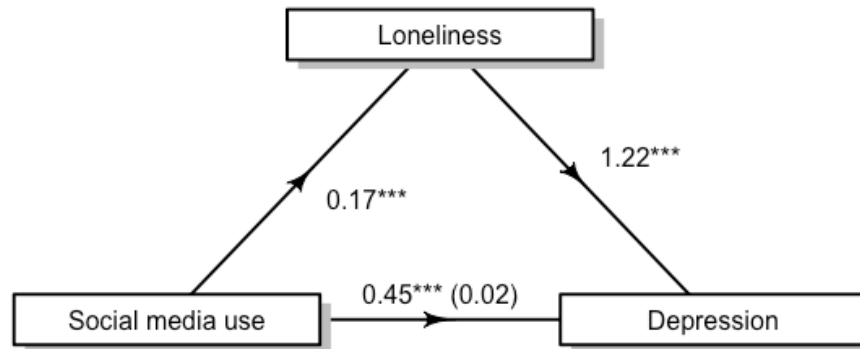 Loneliness
1.22***
0.17***
0.45*** (0.02)
Social media use
Depression